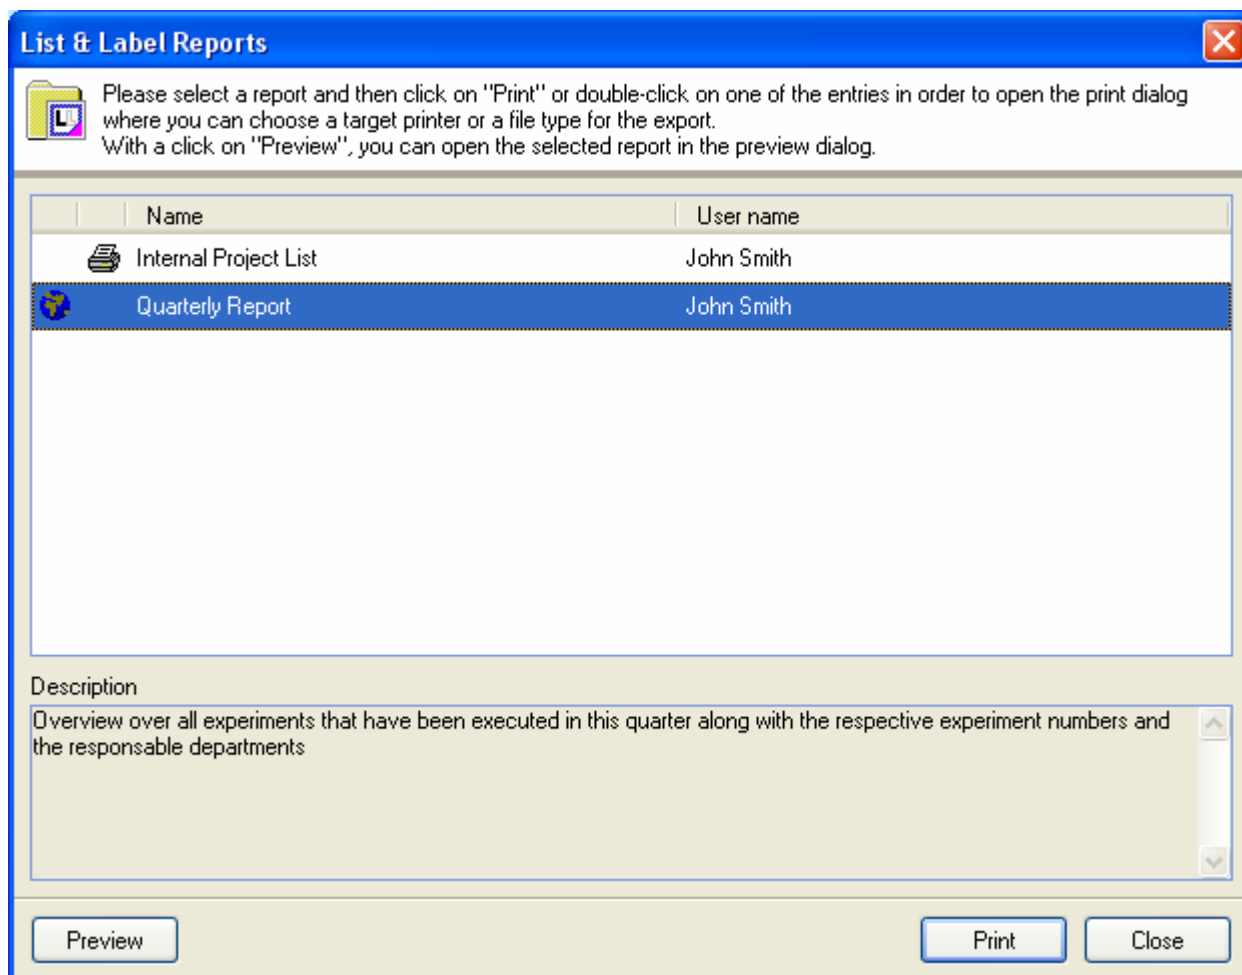 List & Label Reports
Please select a report and then click on "Print" or double-click on one of the entries in order to open the print dialog
where you can choose a target printer or a file type for the export.
With a click on "Preview", you can open the selected report in the preview dialog.
Name User name
Internal Project List John Smith
Quarterly Report John Smith
Description
Overview over all experiments that have been executed in this quarter along with the respective experiment numbers and
the responsable departments
Preview Print Close